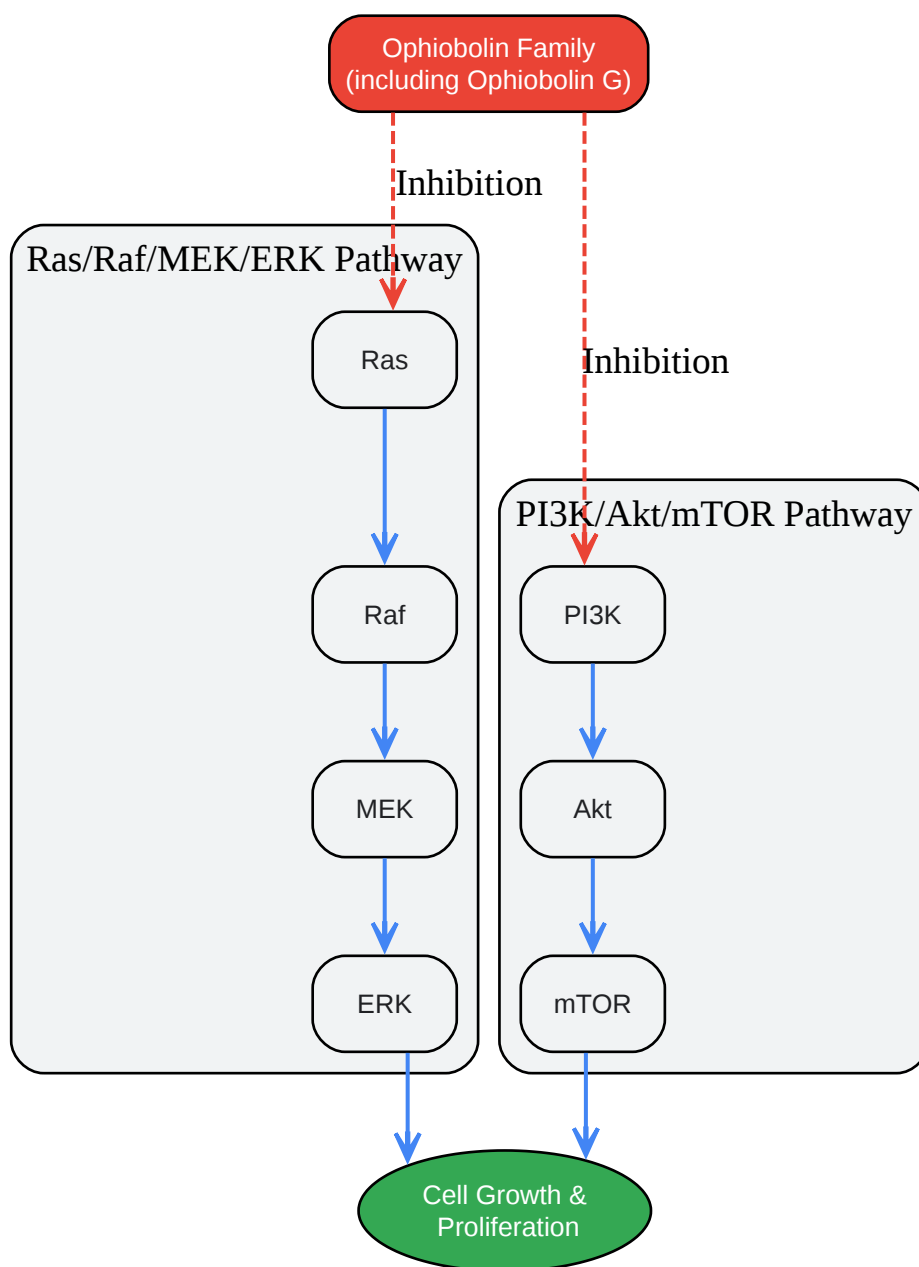 Ophiobolin Family
(including Ophiobolin G)
Inhibition
Ras/Raf/MEK/ERK Pathway
Ras
Inhibition
PI3K/Akt/mTOR Pathway
Raf
PI3K
MEK
Akt
ERK
mTOR
Cell Growth &
Proliferation